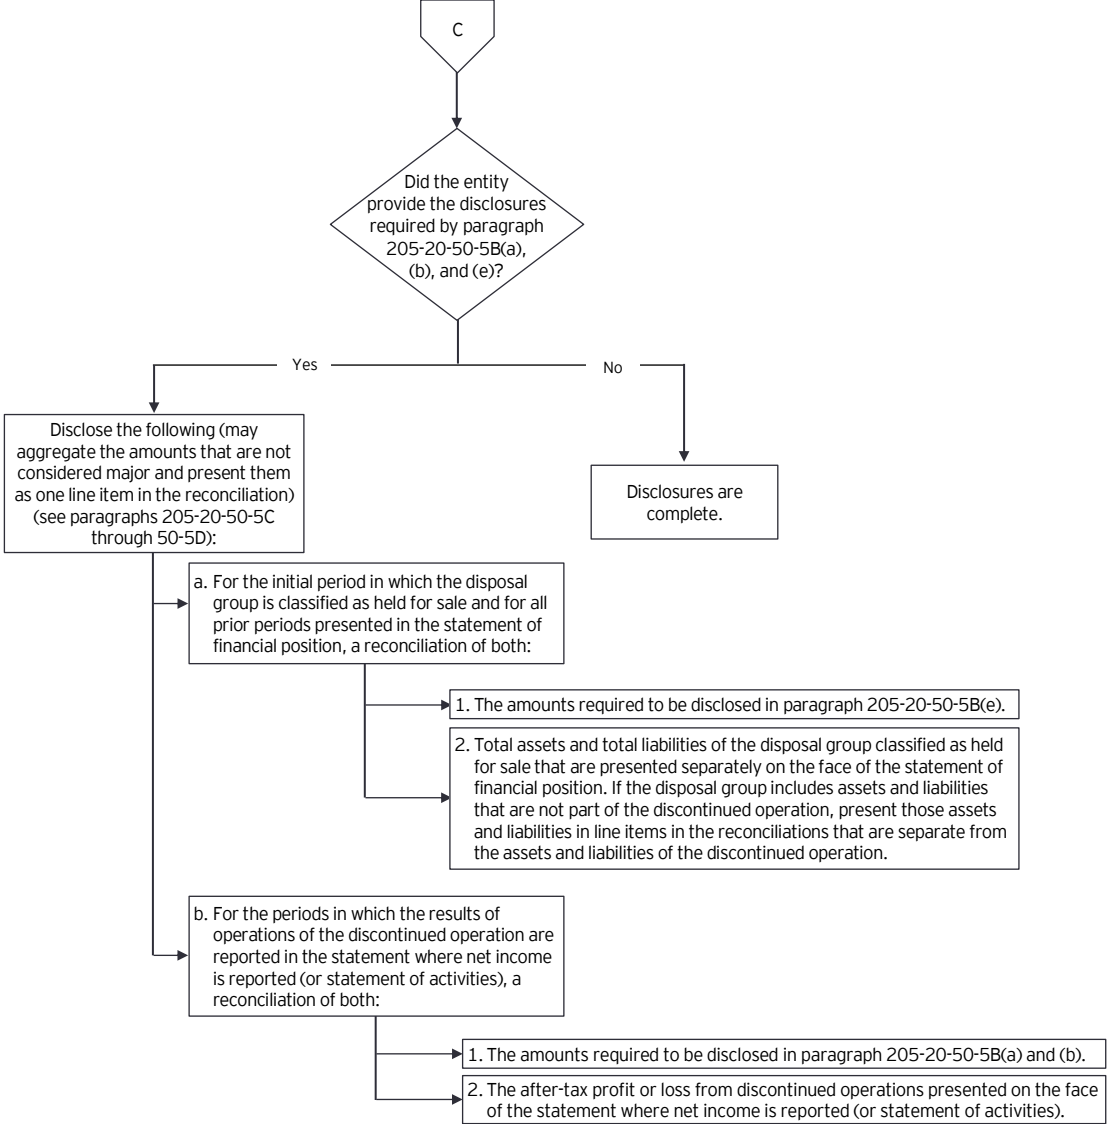 C
Did the entity
provide the disclosures
required by paragraph
205-20-50-5B(a),
(b), and (e)?
Yes
No
Disclose the following (may
aggregate the amounts that are not
considered major and present them
as one line item in the reconciliation)
(see paragraphs 205-20-50-5C
through 50-5D):
Disclosures are
complete.
a. For the initial period in which the disposal
group is classified as held for sale and for all
prior periods presented in the statement of
financial position, a reconciliation of both:
1. The amounts required to be disclosed in paragraph 205-20-50-5B(e).
2. Total assets and total liabilities of the disposal group classified as held
for sale that are presented separately on the face of the statement of
financial position. If the disposal group includes assets and liabilities
that are not part of the discontinued operation, present those assets
and liabilities in line items in the reconciliations that are separate from
the assets and liabilities of the discontinued operation.
b. For the periods in which the results of
operations of the discontinued operation are
reported in the statement where net income
is reported (or statement of activities), a
reconciliation of both:
1. The amounts required to be disclosed in paragraph 205-20-50-5B(a) and (b).
2. The after-tax profit or loss from discontinued operations presented on the face
of the statement where net income is reported (or statement of activities).